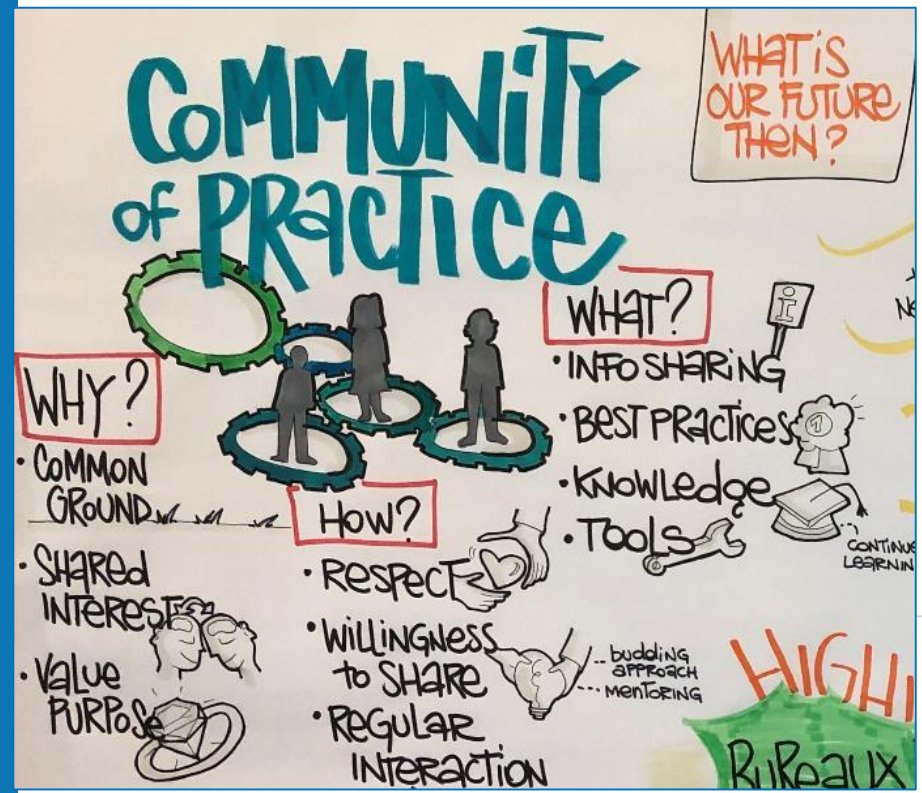 COMMUNITY
OF PRACTICE
WHAT IS
OUR FUTURE
THEN?
WHY?
• COMMON
GROUND
• SHARED
INTEREST
• VALUE
PURPOSE
HOW?
• RESPECT
• WILLINGNESS
to SHARE
• REGULAR
INTERACTION
budding
APPROACH
MENTORING
WHAT?
i
• INFO SHARING
• BEST PRACTICES
1
• KNOWLEDGE
• TOOLS
CONTINUE
LEARNIN
HIGH